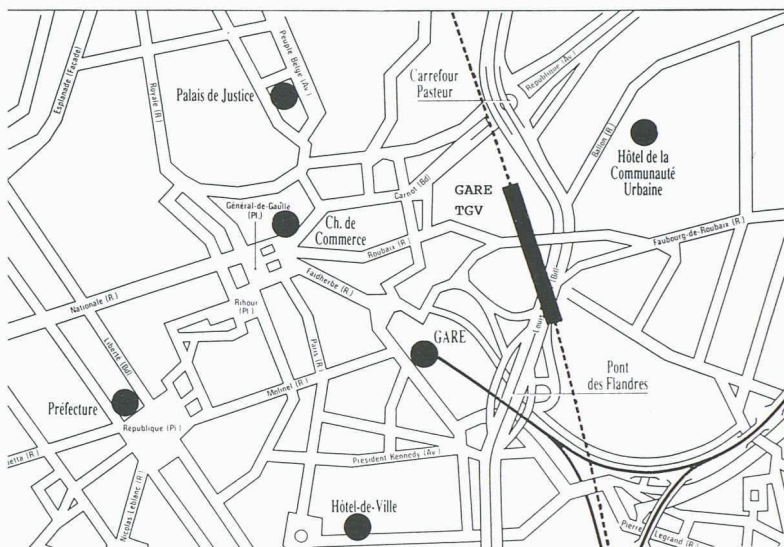 Esplanade (Façade)
Royale (R)
Peuple Belge (Av)
Palais de Justice
Carrefour
Pasteur
République (Av)
Ballon (R.)
Hôtel de la
Communauté
Urbaine
Carnot (Bd)
GARE
TGV
Général-de-Gaulle
(Pl.)
Ch. de
Commerce
Roubaix (R)
Faubourg-de-Roubaix (R)
Faidherbe (R)
Nationale (R.)
Rihour
(Pl.)
(Bd)
Paris (R)
GARE
Liberté (Bd)
Molinel (R)
Pont
des Flandres
Préfecture
République (Pl)
Président Kennedy (Av)
(R)
Nicolas Leblanc (R)
Hôtel-de-Ville
Pierre
Legrand (R)